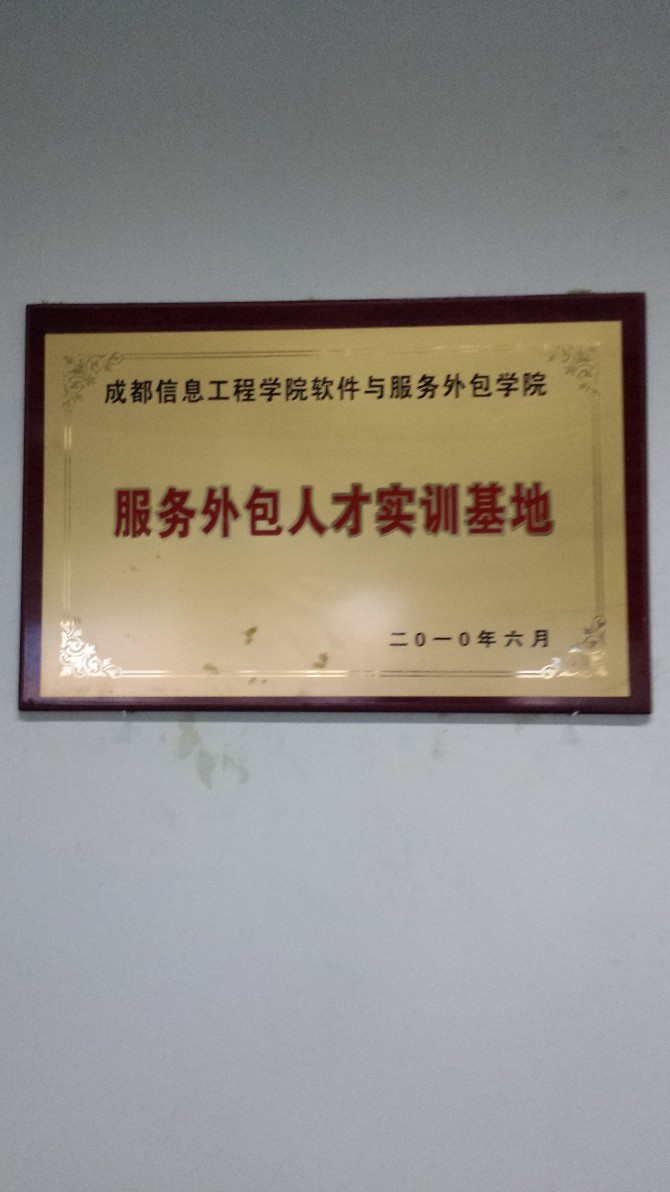 成都信息工程学院软件与服务外包学院
服务外包人才实训基地
二0一0年六月